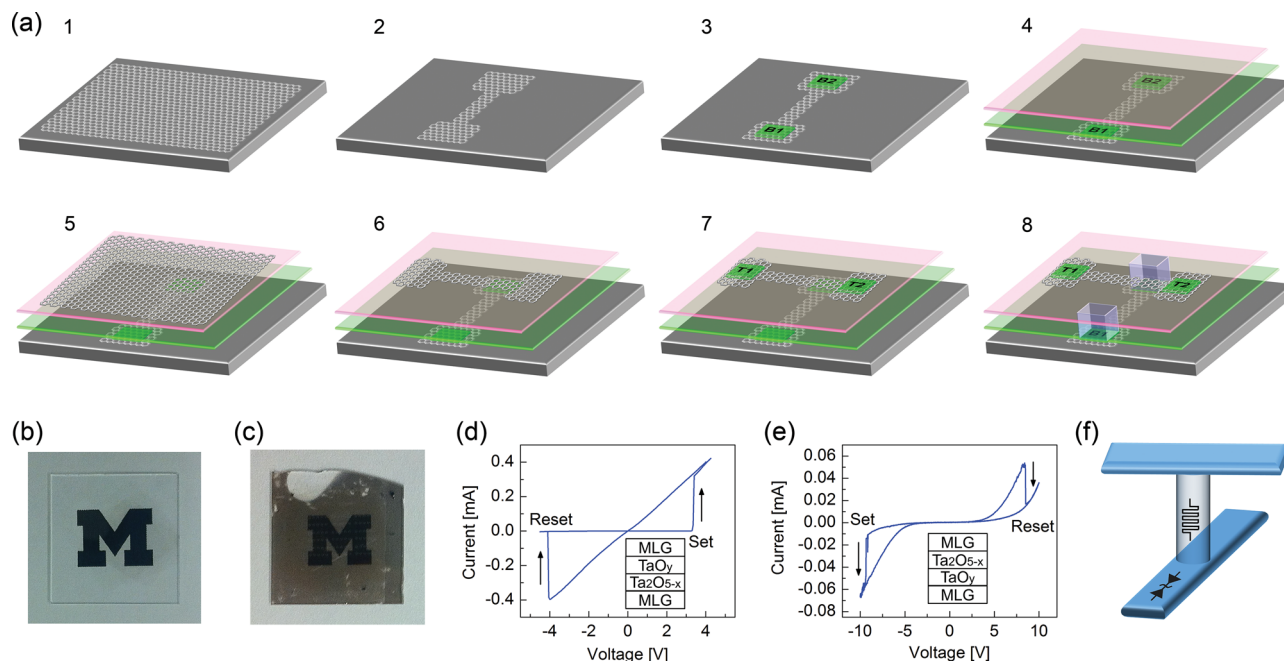 (a) 1 2 3 4
B2 B2
B1 B1
5 6 7 8
T1 T2 T1 T2
B1
(b) (c) (d) (e) (f)
M
M
0.4
0.2
0.0
-0.2
-0.4
Current [mA]
Reset
Set
MLG
TaOy
Ta2O5-x
MLG
-4 -2 0 2 4
Voltage [V]
0.06
0.04
0.02
0.00
-0.02
-0.04
-0.06
-0.08
Current [mA]
Set
Reset
MLG
Ta2O5-x
TaOy
MLG
-10 -5 0 5 10
Voltage [V]